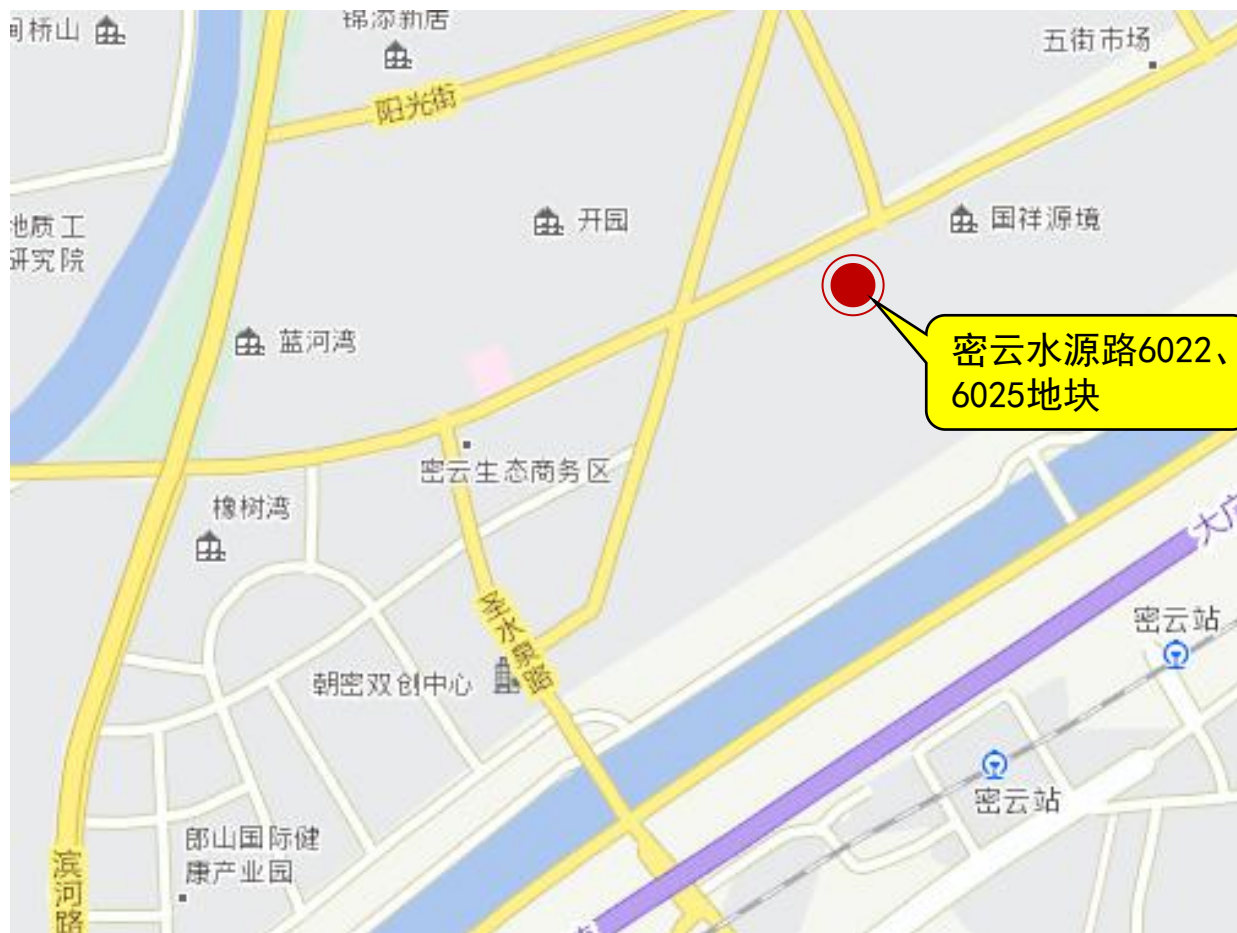 桥山
锦添新居
五街市场
阳光街
开园
国祥源境
地质工
研究院
蓝河湾
密云水源路6022、
6025地块
密云生态商务区
橡树湾
大广
密云站
水源路
朝密双创中心
密云站
郎山国际健
康产业园
滨河路